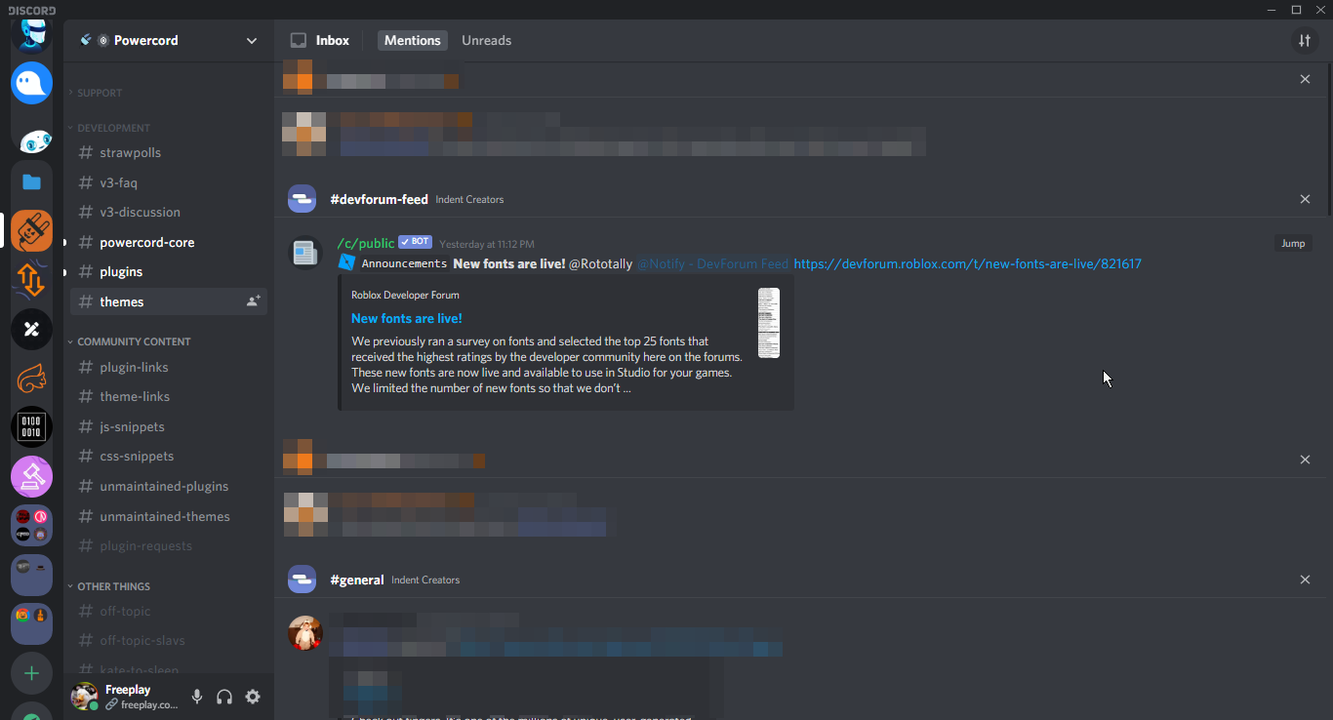 DISCORD
Powercord
SUPPORT
DEVELOPMENT
# strawpolls
# v3-faq
# v3-discussion
# powercord-core
# plugins
# themes
COMMUNITY CONTENT
# plugin-links
# theme-links
# js-snippets
# css-snippets
# unmaintained-plugins
# unmaintained-themes
# plugin-requests
OTHER THINGS
# off-topic
# off-topic-slavs
# kate-to-sleep
0100
0010
Freeplay
freeplay.co...
Inbox Mentions Unreads
#devforum-feed Indent Creators
/c/public BOT Yesterday at 11:12 PM
Jump
Announcements New fonts are live! @Rototally @Notify - DevForum Feed https://devforum.roblox.com/t/new-fonts-are-live/821617
Roblox Developer Forum
New fonts are live!
We previously ran a survey on fonts and selected the top 25 fonts that
received the highest ratings by the developer community here on the forums.
These new fonts are now live and available to use in Studio for your games.
We limited the number of new fonts so that we don't ...
#general Indent Creators